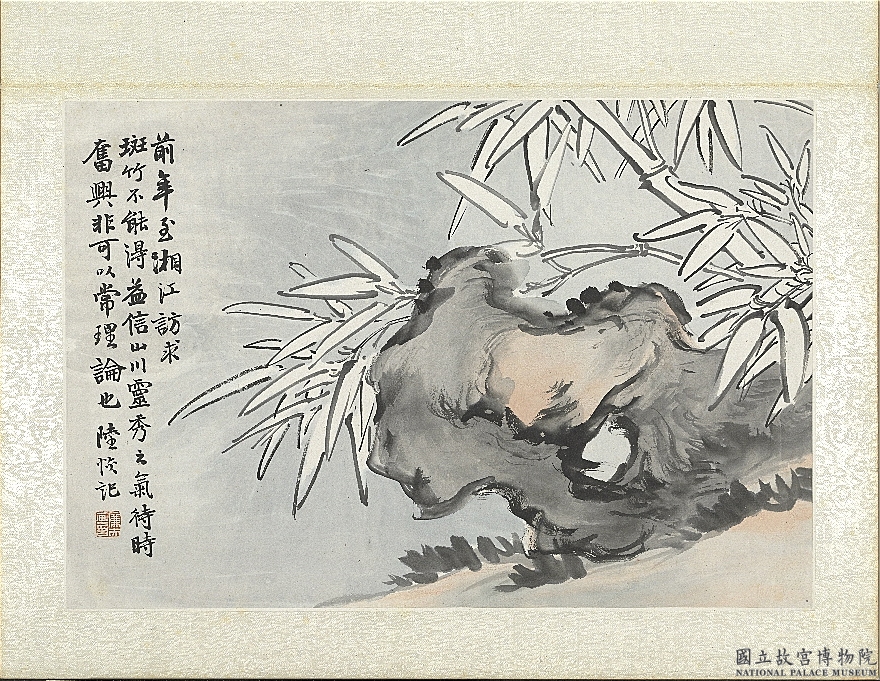 前年至湘江訪求
斑竹不能得益信山川靈秀之氣待時
奮興非可以常理論也 陸恢記
國立故宮博物院
NATIONAL PALACE MUSEUM